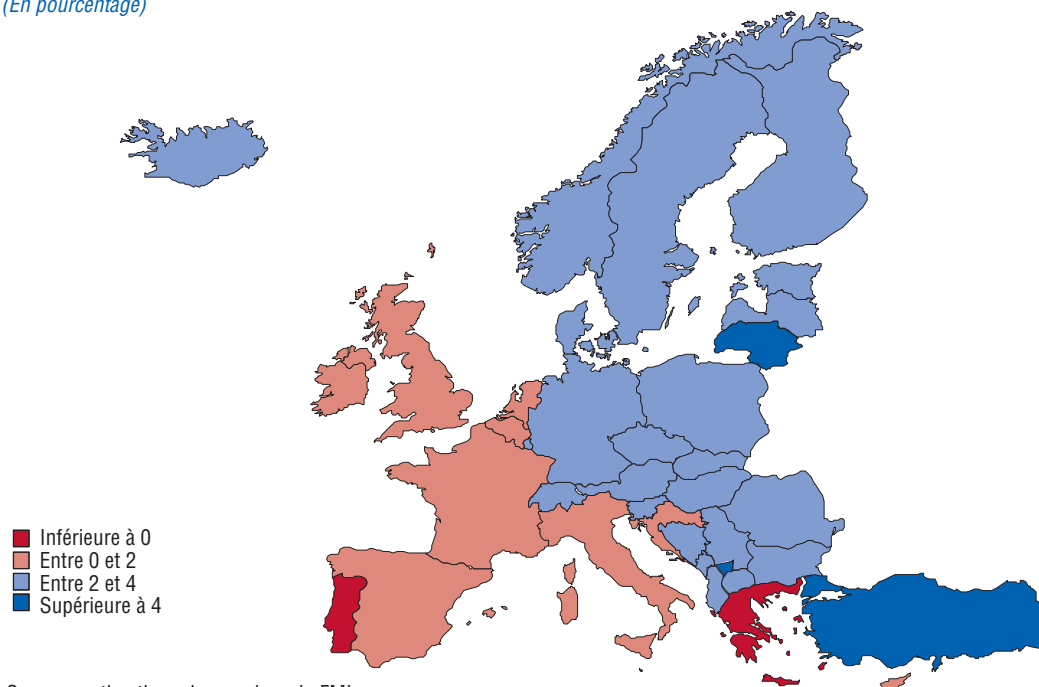 (En pourcentage)
Inférieure à 0
Entre 0 et 2
Entre 2 et 4
Supérieure à 4